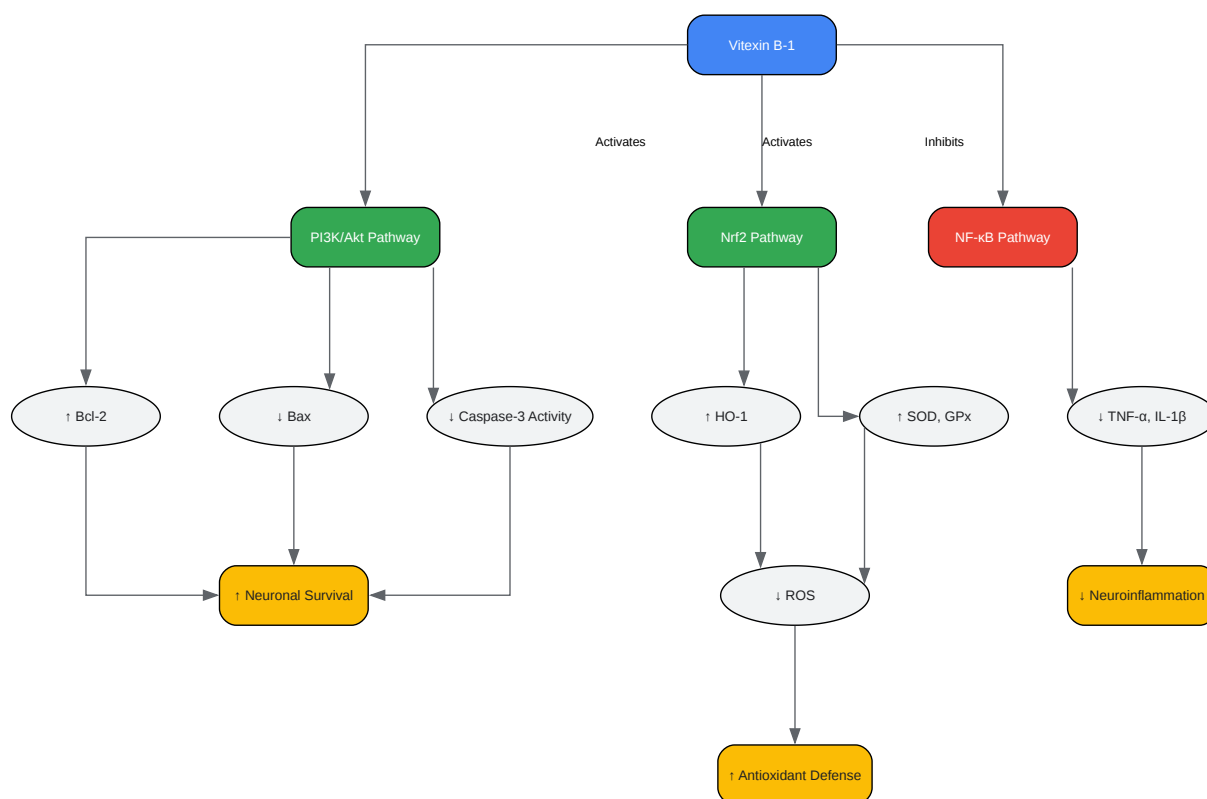 Vitexin B-1
Activates
Activates
Inhibits
PI3K/Akt Pathway
Nrf2 Pathway
NF-κB Pathway
↑ Bcl-2
↓ Bax
↓ Caspase-3 Activity
↑ HO-1
↑ SOD, GPx
↓ TNF-α, IL-1β
↑ Neuronal Survival
↓ ROS
↓ Neuroinflammation
↑ Antioxidant Defense